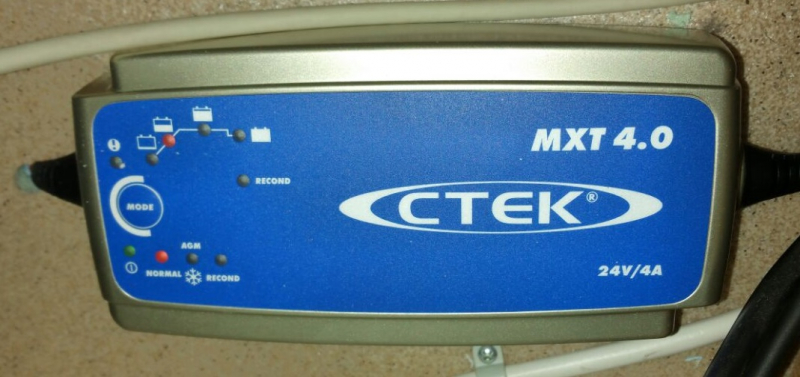 MXT 4.0
RECOND
MODE
CTEK®
AGM
NORMAL
RECOND
24V/4A